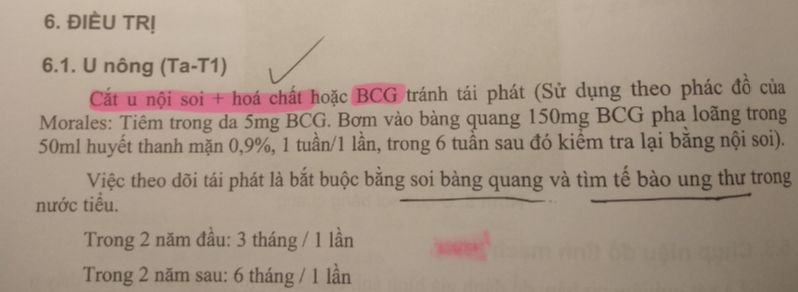 6. ĐIỀU TRỊ
6.1. U nông (Ta-T1)
Cắt u nội soi + hoá chất hoặc BCG tránh tái phát (Sử dụng theo phác đồ của
Morales: Tiêm trong da 5mg BCG. Bơm vào bàng quang 150mg BCG pha loãng trong
50ml huyết thanh mặn 0,9%, 1 tuần/1 lần, trong 6 tuần sau đó kiểm tra lại bằng nội soi).
Việc theo dõi tái phát là bắt buộc bằng soi bàng quang và tìm tế bào ung thư trong
nước tiểu.
Trong 2 năm đầu: 3 tháng / 1 lần
Trong 2 năm sau: 6 tháng / 1 lần